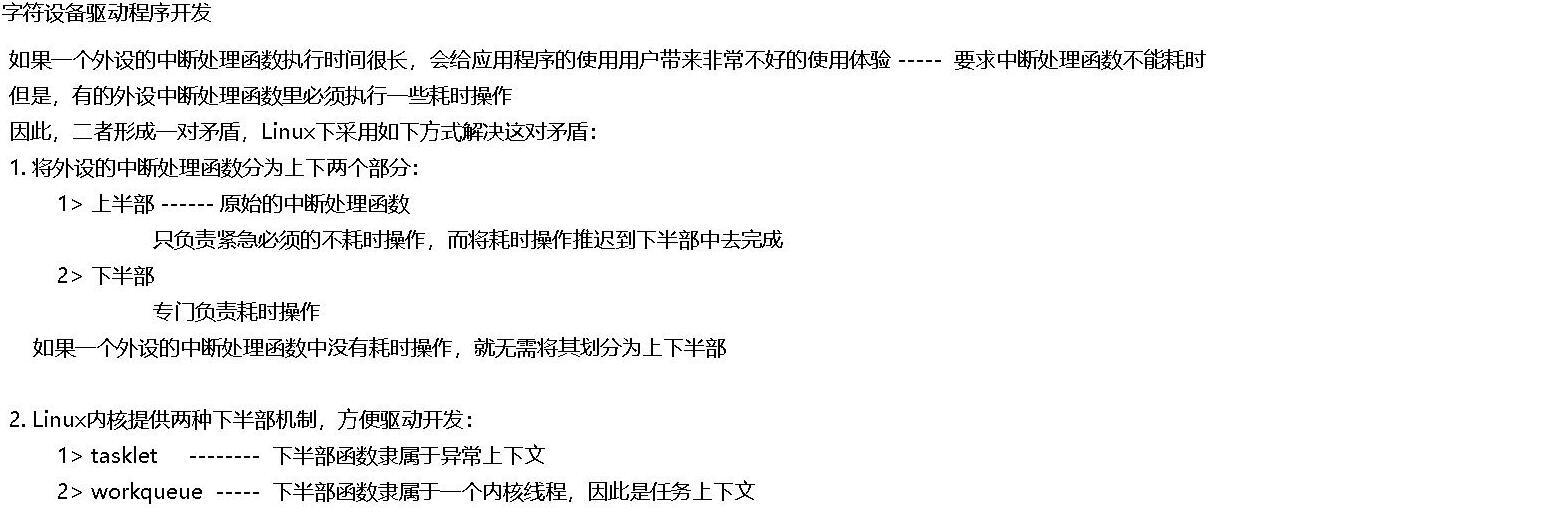 字符设备驱动程序开发
如果一个外设的中断处理函数执行时间很长，会给应用程序的使用用户带来非常不好的使用体验 ----- 要求中断处理函数不能耗时
但是，有的外设中断处理函数里必须执行一些耗时操作
因此，二者形成一对矛盾，Linux下采用如下方式解决这对矛盾：
1. 将外设的中断处理函数分为上下两个部分：
1> 上半部 ------ 原始的中断处理函数
只负责紧急必须的不耗时操作，而将耗时操作推迟到下半部中去完成
2> 下半部
专门负责耗时操作
如果一个外设的中断处理函数中没有耗时操作，就无需将其划分为上下半部
2. Linux内核提供两种下半部机制，方便驱动开发：
1> tasklet -------- 下半部函数隶属于异常上下文
2> workqueue ----- 下半部函数隶属于一个内核线程，因此是任务上下文